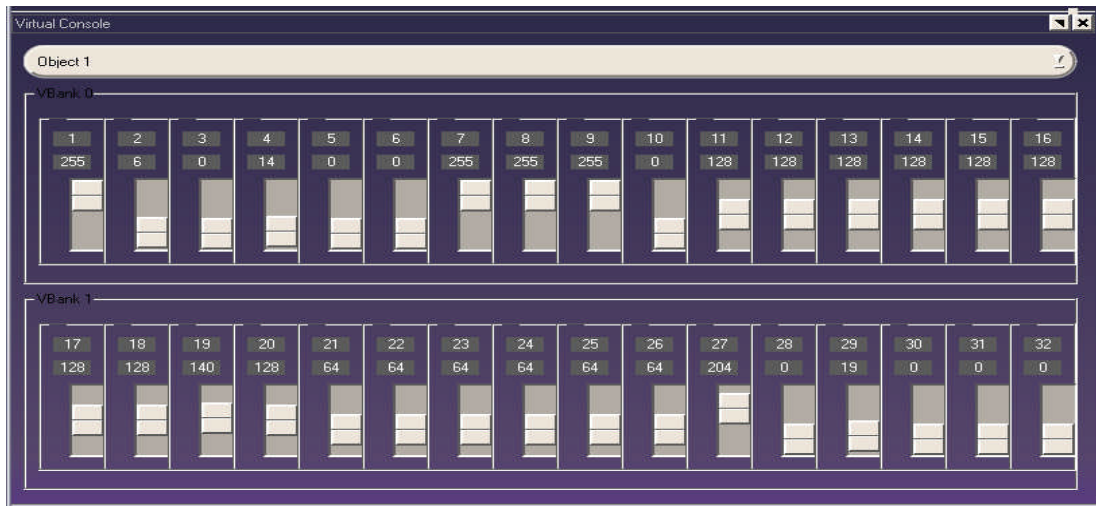 Virtual Console
Object 1
VBank 0
1 2 3 4 5 6 7 8 9 10 11 12 13 14 15 16
255 6 0 14 0 0 255 255 255 0 128 128 128 128 128 128
VBank 1
17 18 19 20 21 22 23 24 25 26 27 28 29 30 31 32
128 128 140 128 64 64 64 64 64 64 204 0 19 0 0 0